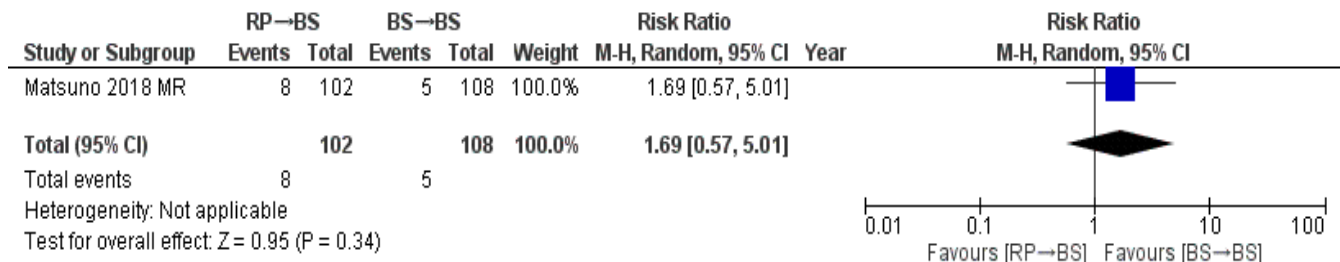 RP→BS BS→BS Risk Ratio Risk Ratio
Study or Subgroup Events Total Events Total Weight M-H, Random, 95% CI Year M-H, Random, 95% CI
Matsuno 2018 MR 8 102 5 108 100.0% 1.69 [0.57, 5.01]
Total (95% CI) 102 108 100.0% 1.69 [0.57, 5.01]
Total events 8 5
Heterogeneity: Not applicable
Test for overall effect: Z = 0.95 (P = 0.34)
0.01 0.1 1 10 100
Favours [RP→BS] Favours [BS→BS]